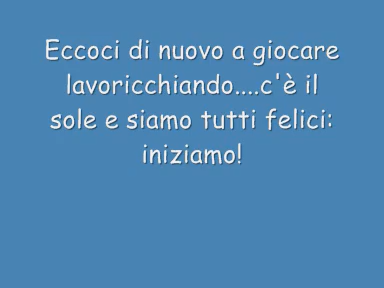 Eccoci di nuovo a giocare
lavoricchiando....c'è il
sole e siamo tutti felici:
iniziamo!